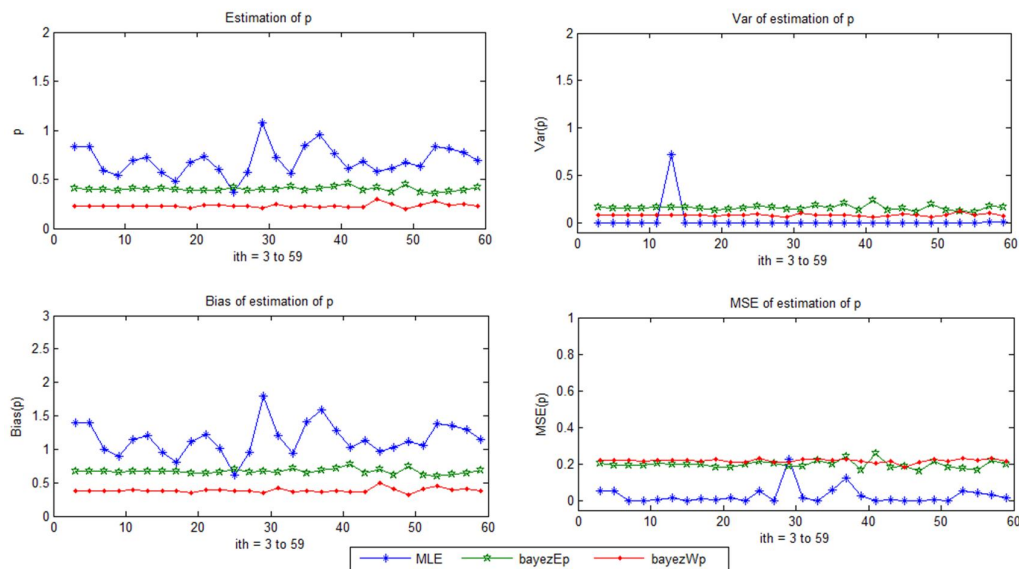 Estimation of p
2
1.5
1
0.5
0
p
0 10 20 30 40 50 60
ith = 3 to 59
Var of estimation of p
2
1.5
1
0.5
0
Var(p)
0 10 20 30 40 50 60
ith = 3 to 59
Bias of estimation of p
3
2.5
2
1.5
1
0.5
0
Bias(p)
0 10 20 30 40 50 60
ith = 3 to 59
MSE of estimation of p
1
0.8
0.6
0.4
0.2
0
MSE(p)
0 10 20 30 40 50 60
ith = 3 to 59
MLE bayezEp bayezWp